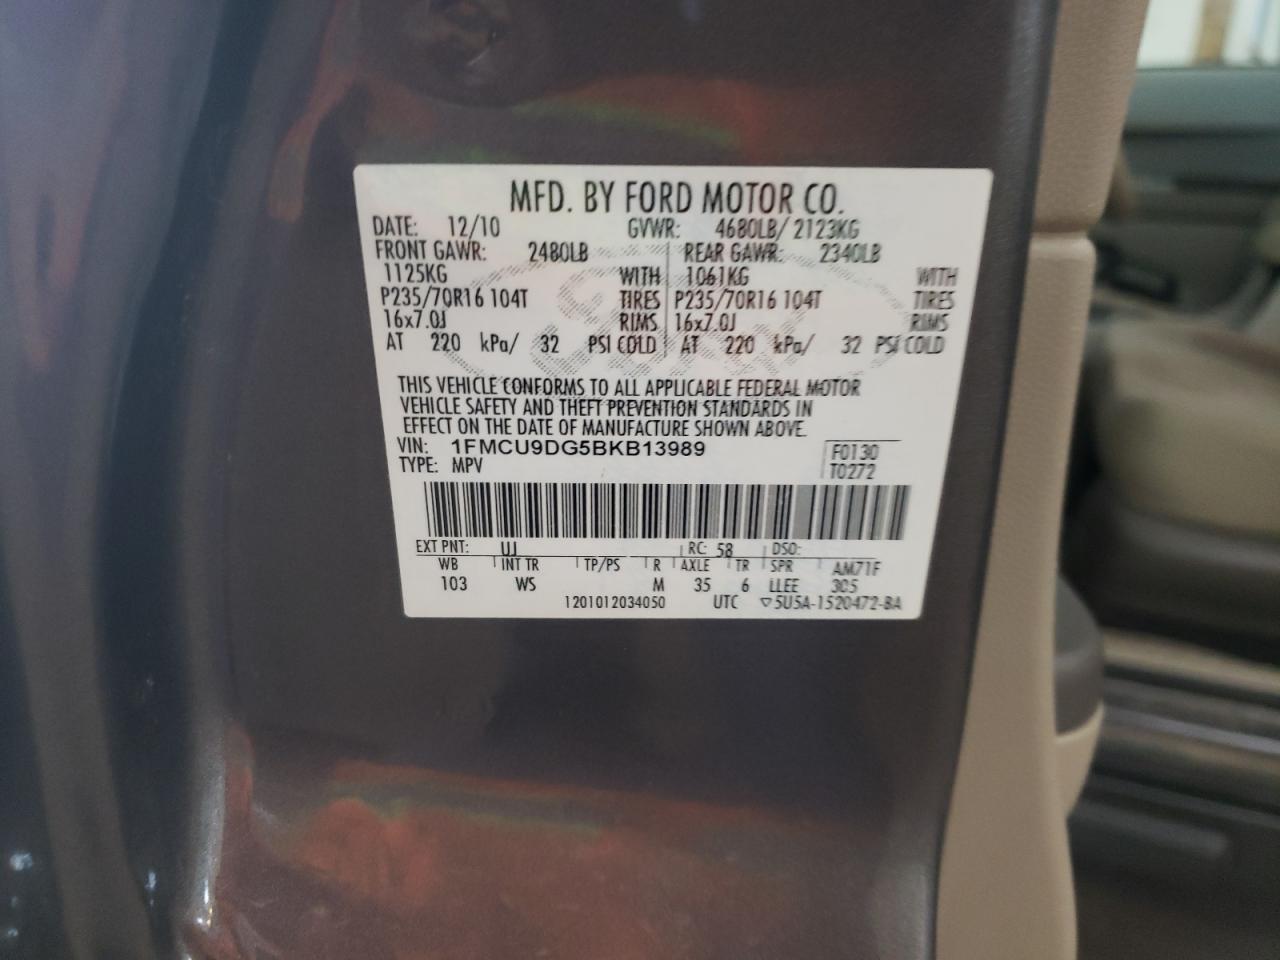 MFD. BY FORD MOTOR CO.
DATE: 12/10 GVWR: 4680LB/ 2123KG
FRONT GAWR: 2480LB REAR GAWR: 2340LB
1125KG WITH 1061KG WITH
P235/70R16 104T TIRES P235/70R16 104T TIRES
16x7.0J RIMS 16x7.0J RIMS
AT 220 kPa/ 32 PSI COLD AT 220 kPa/ 32 PSI COLD
THIS VEHICLE CONFORMS TO ALL APPLICABLE FEDERAL MOTOR
VEHICLE SAFETY AND THEFT PREVENTION STANDARDS IN
EFFECT ON THE DATE OF MANUFACTURE SHOWN ABOVE.
VIN: 1FMCU9DG5BKB13989 F0130
TYPE: MPV T0272
EXT PNT: UJ RC: 58 DSO:
WB INT TR TP/PS R AXLE TR SPR AM71F
103 WS M 35 6 LLEE 305
1201012034050 UTC ▽5U5A-1520472-BA